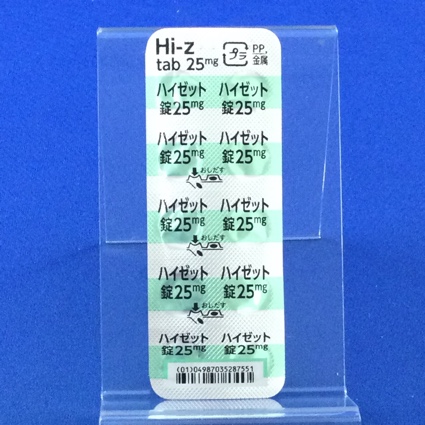 Hi-z
tab 25mg
プラ
PP,
金属
ハイゼット ハイゼット
錠25mg 錠25mg
ハイゼット ハイゼット
錠25mg 錠25mg
おしだす
ハイゼット ハイゼット
錠25mg 錠25mg
おしだす
ハイゼット ハイゼット
錠25mg 錠25mg
おしだす
ハイゼット ハイゼット
錠25mg 錠25mg
(01)04987035287551